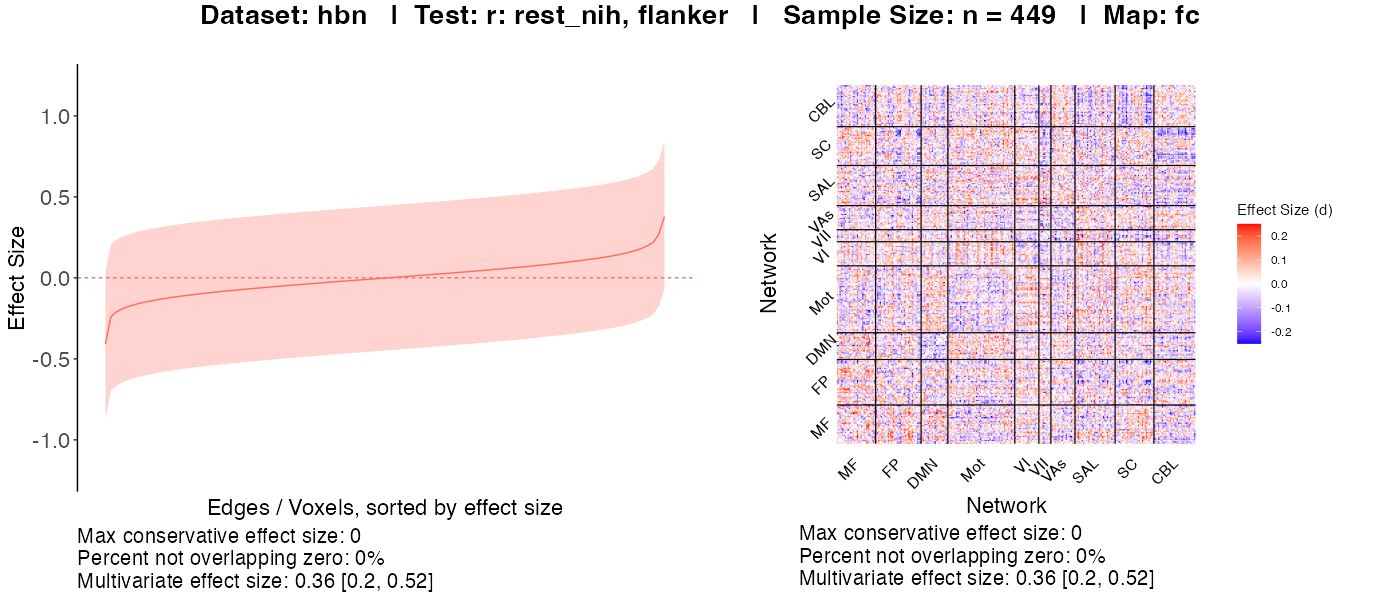 Dataset: hbn | Test: r: rest_nih, flanker | Sample Size: n = 449 | Map: fc
Effect Size
1.0
0.5
0.0
-0.5
-1.0
Edges / Voxels, sorted by effect size
Max conservative effect size: 0
Percent not overlapping zero: 0%
Multivariate effect size: 0.36 [0.2, 0.52]
Network
CBL
SC
SAL
VAs
VII
VI
Mot
DMN
FP
MF
MF FP DMN Mot VI VII VAs SAL SC CBL
Network
Max conservative effect size: 0
Percent not overlapping zero: 0%
Multivariate effect size: 0.36 [0.2, 0.52]
Effect Size (d)
0.2
0.1
0.0
-0.1
-0.2